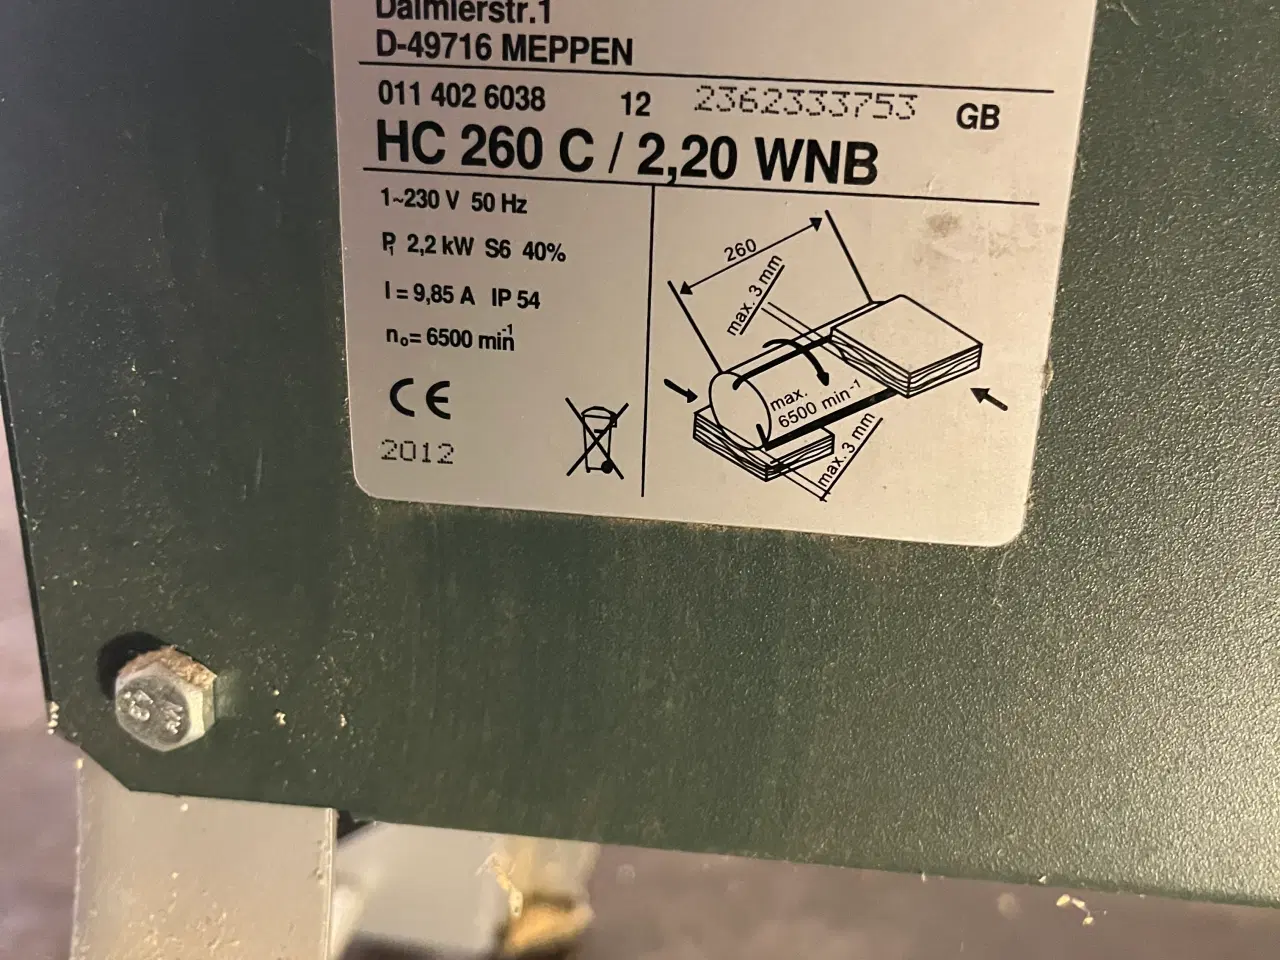 Daimlerstr.1
D-49716 MEPPEN
011 402 6038 12 2362333753 GB
HC 260 C / 2,20 WNB
1~230 V 50 Hz
P1 2,2 kW S6 40%
I = 9,85 A IP 54
n₀= 6500 min-1
CE
2012
260
max. 3 mm
max.
6500 min-1
max. 3 mm